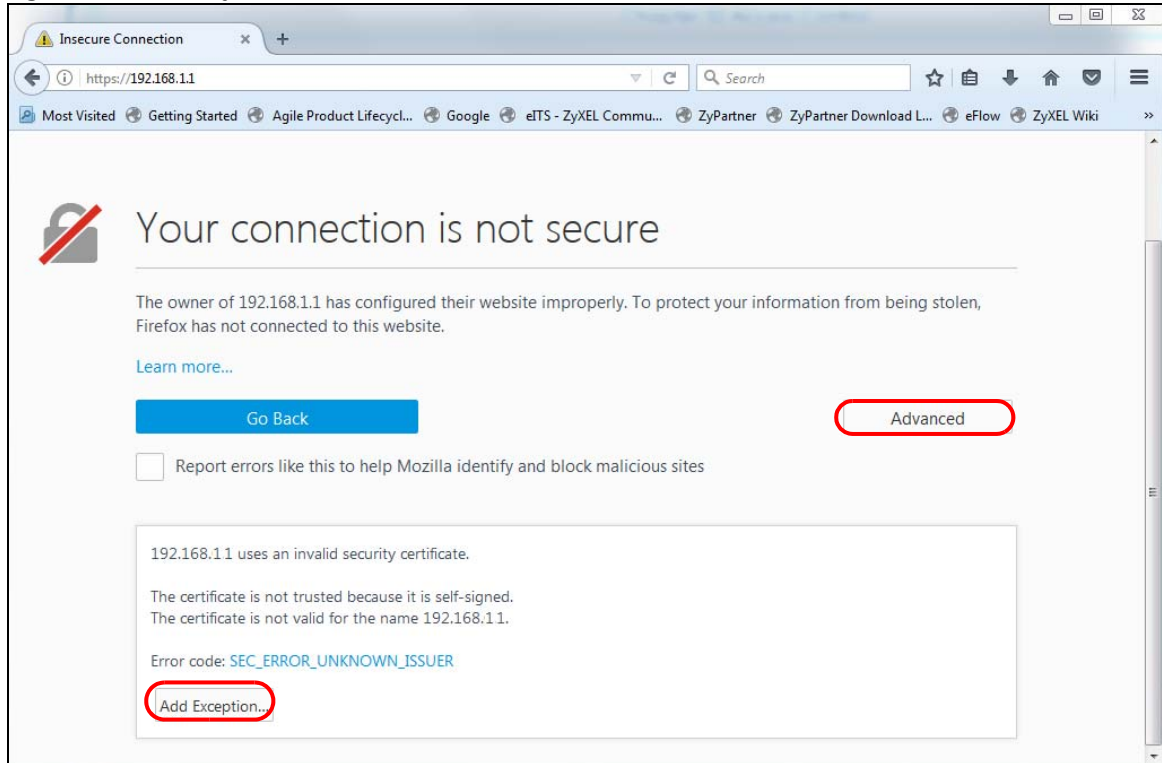 Insecure Connection
https://192.168.1.1
Search
Most Visited Getting Started Agile Product Lifecycl... Google eITS - ZyXEL Commu... ZyPartner ZyPartner Download L... eFlow ZyXEL Wiki
Your connection is not secure
The owner of 192.168.1.1 has configured their website improperly. To protect your information from being stolen,
Firefox has not connected to this website.
Learn more...
Go Back
Advanced
Report errors like this to help Mozilla identify and block malicious sites
192.168.1.1 uses an invalid security certificate.
The certificate is not trusted because it is self-signed.
The certificate is not valid for the name 192.168.1.1.
Error code: SEC_ERROR_UNKNOWN_ISSUER
Add Exception...